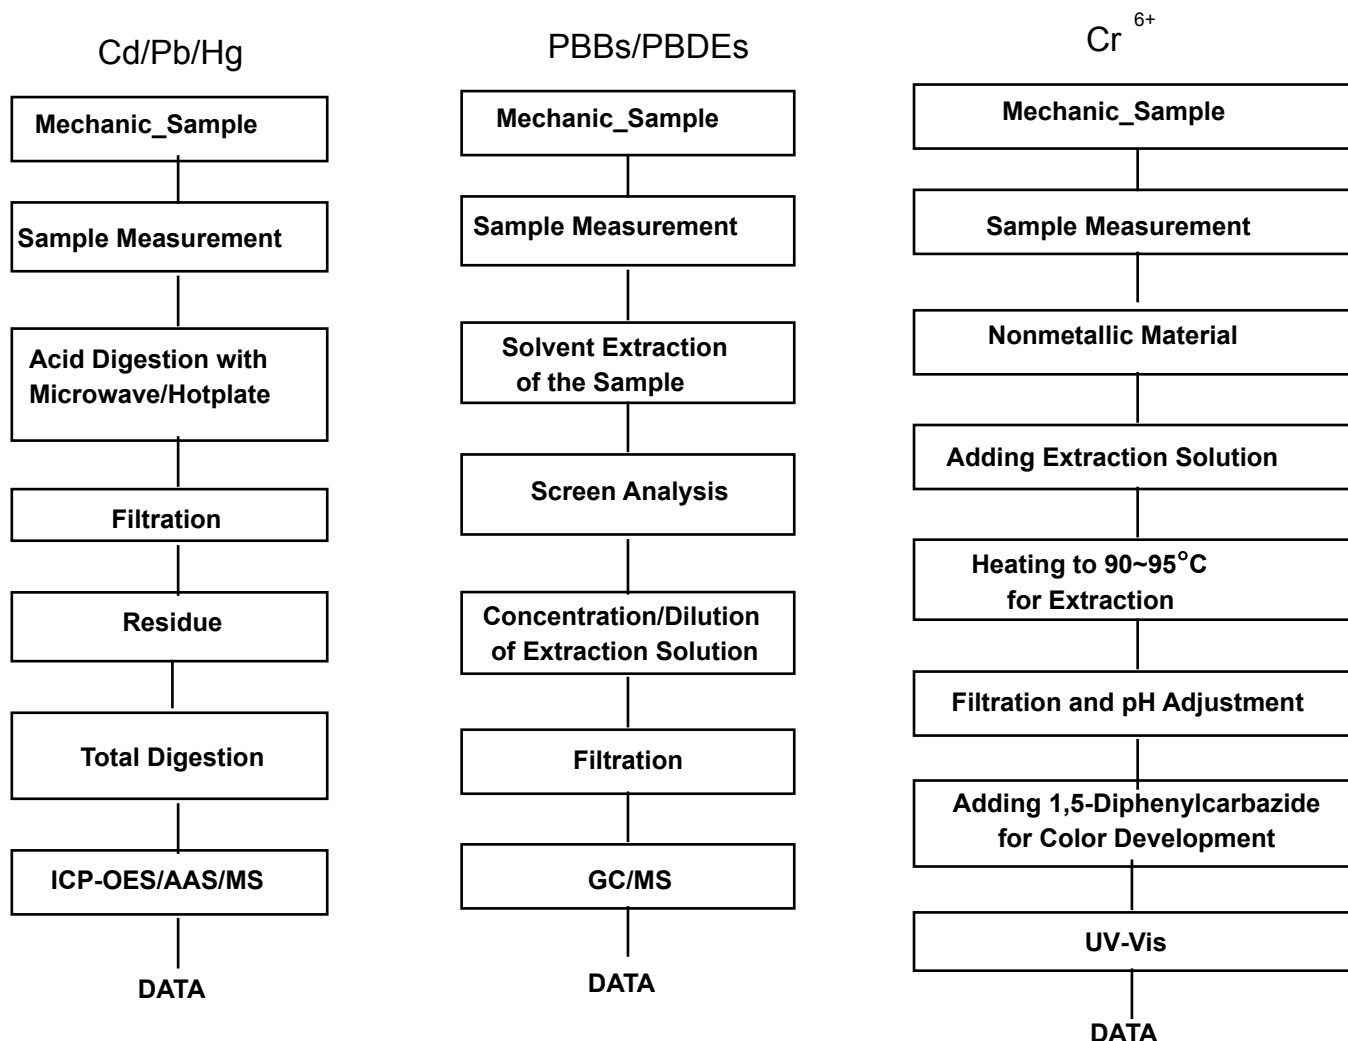 Cd/Pb/Hg
Mechanic_Sample
Sample Measurement
Acid Digestion with
Microwave/Hotplate
Filtration
Residue
Total Digestion
ICP-OES/AAS/MS
DATA
PBBs/PBDEs
Mechanic_Sample
Sample Measurement
Solvent Extraction
of the Sample
Screen Analysis
Concentration/Dilution
of Extraction Solution
Filtration
GC/MS
DATA
Cr 6+
Mechanic_Sample
Sample Measurement
Nonmetallic Material
Adding Extraction Solution
Heating to 90~95°C
for Extraction
Filtration and pH Adjustment
Adding 1,5-Diphenylcarbazide
for Color Development
UV-Vis
DATA